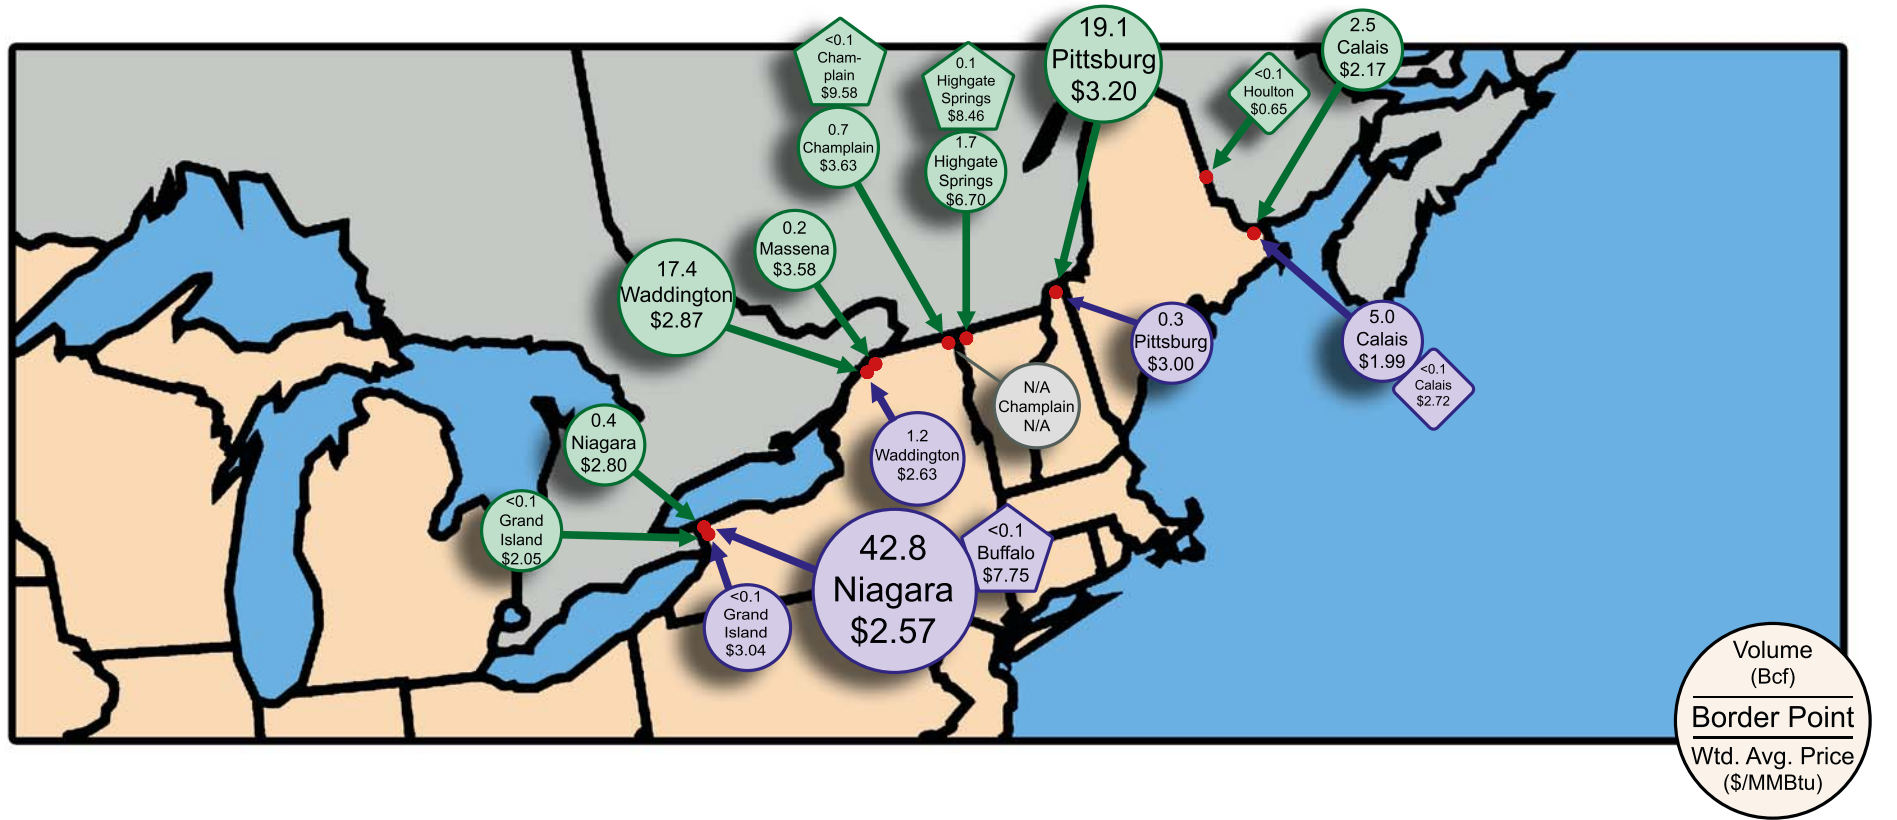 <0.1
Cham-
plain
$9.58
0.7
Champlain
$3.63
0.1
Highgate
Springs
$8.46
1.7
Highgate
Springs
$6.70
19.1
Pittsburg
$3.20
<0.1
Houlton
$0.65
2.5
Calais
$2.17
0.2
Massena
$3.58
17.4
Waddington
$2.87
0.4
Niagara
$2.80
<0.1
Grand
Island
$2.05
0.3
Pittsburg
$3.00
5.0
Calais
$1.99
<0.1
Calais
$2.72
N/A
Champlain
N/A
1.2
Waddington
$2.63
42.8
Niagara
$2.57
<0.1
Buffalo
$7.75
<0.1
Grand
Island
$3.04
Volume
(Bcf)
Border Point
Wtd. Avg. Price
($/MMBtu)